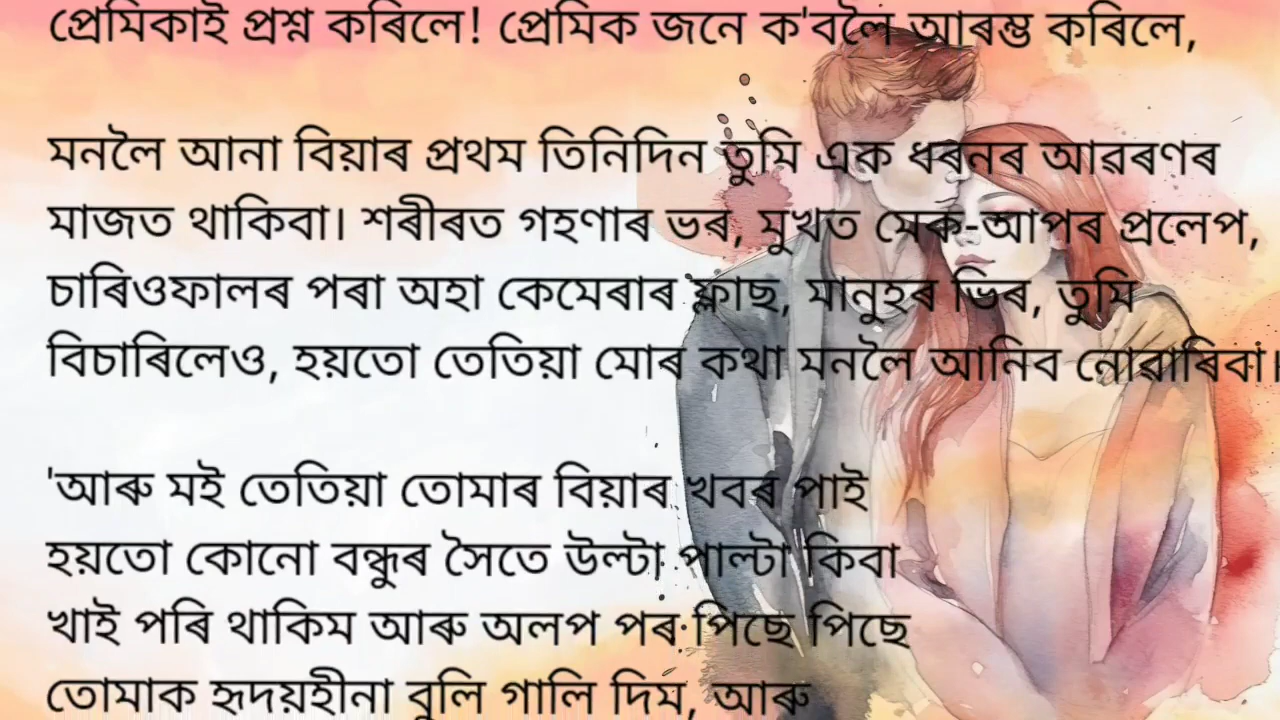 প্ৰেমিকাই প্ৰশ্ন কৰিলে! প্ৰেমিক জনে ক'বলৈ আৰম্ভ কৰিলে,
মনলৈ আনা বিয়াৰ প্ৰথম তিনিদিন তুমি এক ধৰনৰ আৱৰণৰ
মাজত থাকিবা। শৰীৰত গহণাৰ ভৰ, মুখত মেক-আপৰ প্ৰলেপ,
চাৰিওফালৰ পৰা অহা কেমেৰাৰ ফ্লাছ, মানুহৰ ভিৰ, তুমি
বিচাৰিলেও, হয়তো তেতিয়া মোৰ কথা মনলৈ আনিব নোৱাৰিবা।
'আৰু মই তেতিয়া তোমাৰ বিয়াৰ খবৰ পাই
হয়তো কোনো বন্ধুৰ সৈতে উল্টা পাল্টা কিবা
খাই পৰি থাকিম আৰু অলপ পৰ পিছে পিছে
তোমাক হৃদয়হীনা বুলি গালি দিম, আৰু